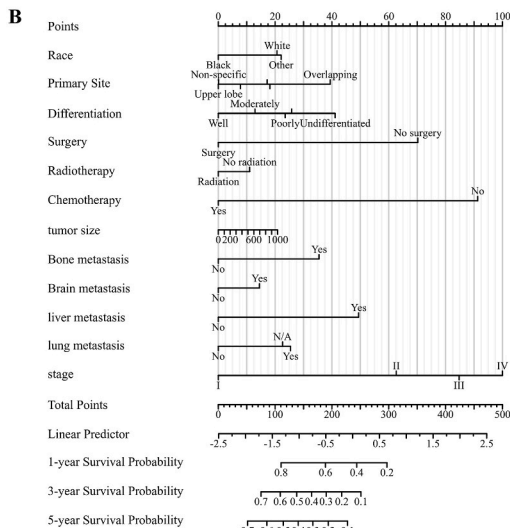 B
Points
0 20 40 60 80 100
White
Race
Black Other
Non-specific Overlapping
Primary Site
Upper lobe
Moderately
Differentiation
Well Poorly Undifferentiated
No surgery
Surgery
Surgery
No radiation
Radiotherapy
Radiation
No
Chemotherapy
Yes
tumor size
0 200 600 1000
Yes
Bone metastasis
No
Yes
Brain metastasis
No
Yes
liver metastasis
No
N/A
lung metastasis
No Yes
II IV
stage
I III
Total Points
0 100 200 300 400 500
Linear Predictor
-2.5 -1.5 -0.5 0.5 1.5 2.5
1-year Survival Probability
0.8 0.6 0.4 0.2
3-year Survival Probability
0.7 0.6 0.5 0.4 0.3 0.2 0.1
5-year Survival Probability